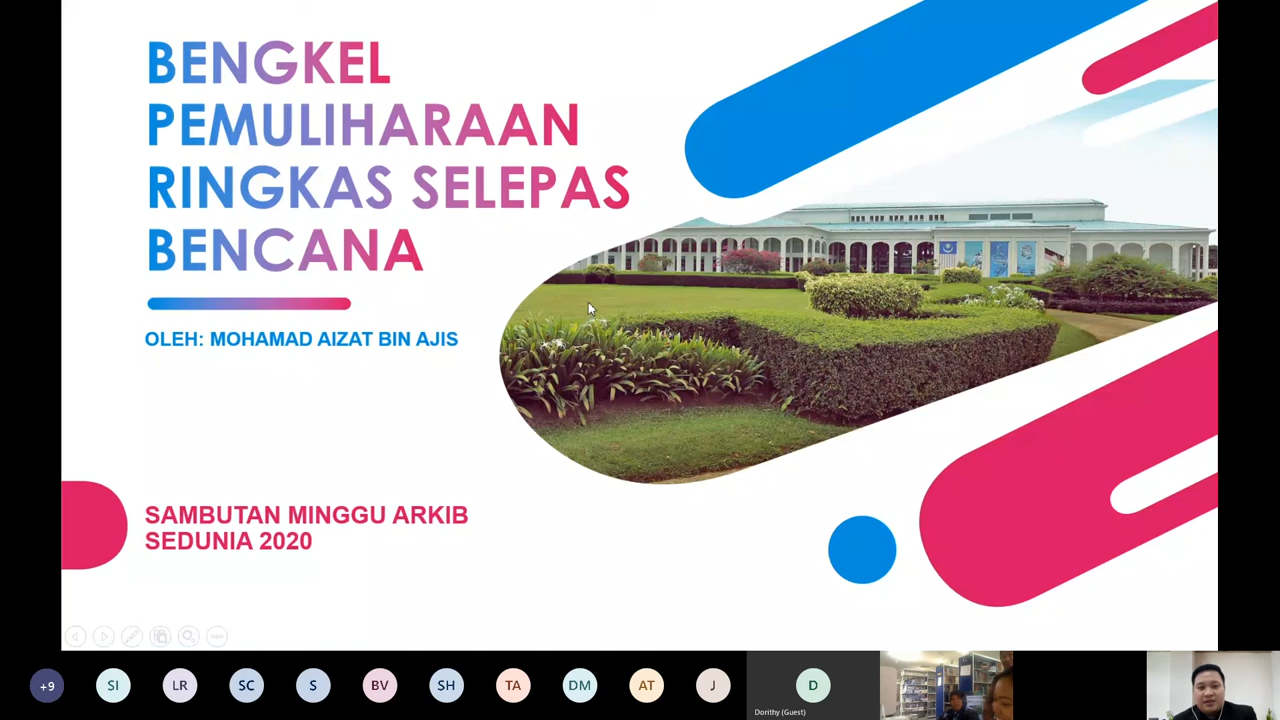 BENGKEL
PEMULIHARAAN
RINGKAS SELEPAS
BENCANA
OLEH: MOHAMAD AIZAT BIN AJIS
SAMBUTAN MINGGU ARKIB
SEDUNIA 2020
+9 SI LR SC S BV SH TA DM AT J D
Dorithy (Guest)